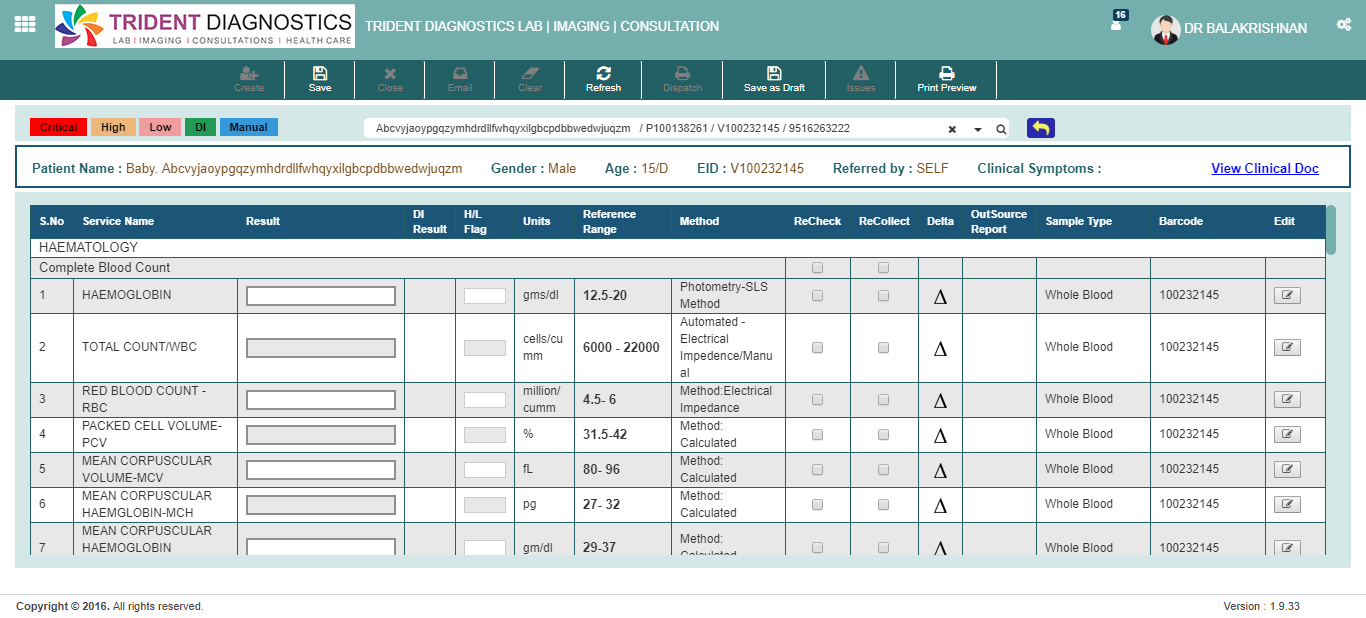 TRIDENT DIAGNOSTICS
LAB | IMAGING | CONSULTATIONS | HEALTH CARE
TRIDENT DIAGNOSTICS LAB | IMAGING | CONSULTATION
16
DR BALAKRISHNAN
Create
Save
Close
Email
Clear
Refresh
Dispatch
Save as Draft
Issues
Print Preview
Critical High Low DI Manual
Abcvyjaoypgqzymhdrdllfwhqyxilgbcpdbbwedwjuqzm / P100138261 / V100232145 / 9516263222
Patient Name : Baby. Abcvyjaoypgqzymhdrdllfwhqyxilgbcpdbbwedwjuqzm Gender : Male Age : 15/D EID : V100232145 Referred by : SELF Clinical Symptoms : View Clinical Doc
S.No Service Name Result DI Result H/L Flag Units Reference Range Method ReCheck ReCollect Delta OutSource Report Sample Type Barcode Edit
HAEMATOLOGY
Complete Blood Count
1 HAEMOGLOBIN gms/dl 12.5-20 Photometry-SLS Method Δ Whole Blood 100232145
2 TOTAL COUNT/WBC cells/cumm 6000 - 22000 Automated - Electrical Impedence/Manual Δ Whole Blood 100232145
3 RED BLOOD COUNT - RBC million/cumm 4.5- 6 Method:Electrical Impedance Δ Whole Blood 100232145
4 PACKED CELL VOLUME-PCV % 31.5-42 Method: Calculated Δ Whole Blood 100232145
5 MEAN CORPUSCULAR VOLUME-MCV fL 80- 96 Method: Calculated Δ Whole Blood 100232145
6 MEAN CORPUSCULAR HAEMGLOBIN-MCH pg 27- 32 Method: Calculated Δ Whole Blood 100232145
7 MEAN CORPUSCULAR HAEMOGLOBIN gm/dl 29-37 Method: Calculated Δ Whole Blood 100232145
Copyright © 2016. All rights reserved.
Version : 1.9.33